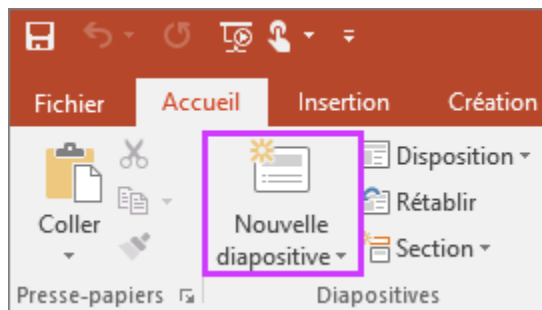 Fichier Accueil Insertion Création
Coller
Nouvelle
diapositive
Disposition
Rétablir
Section
Presse-papiers Diapositives